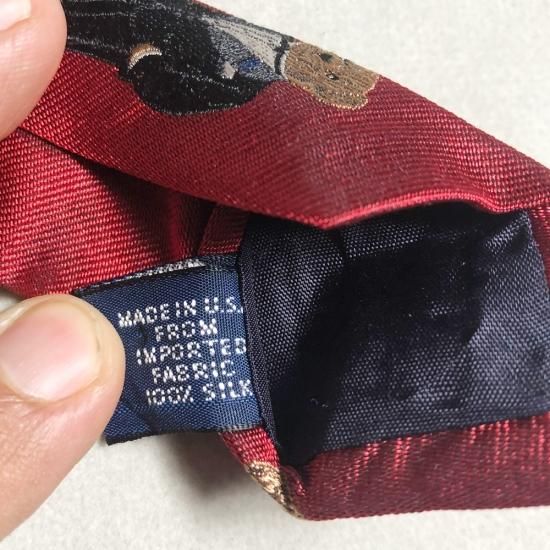 MADE IN U.S.A
FROM
IMPORTED
FABRIC
100% SILK